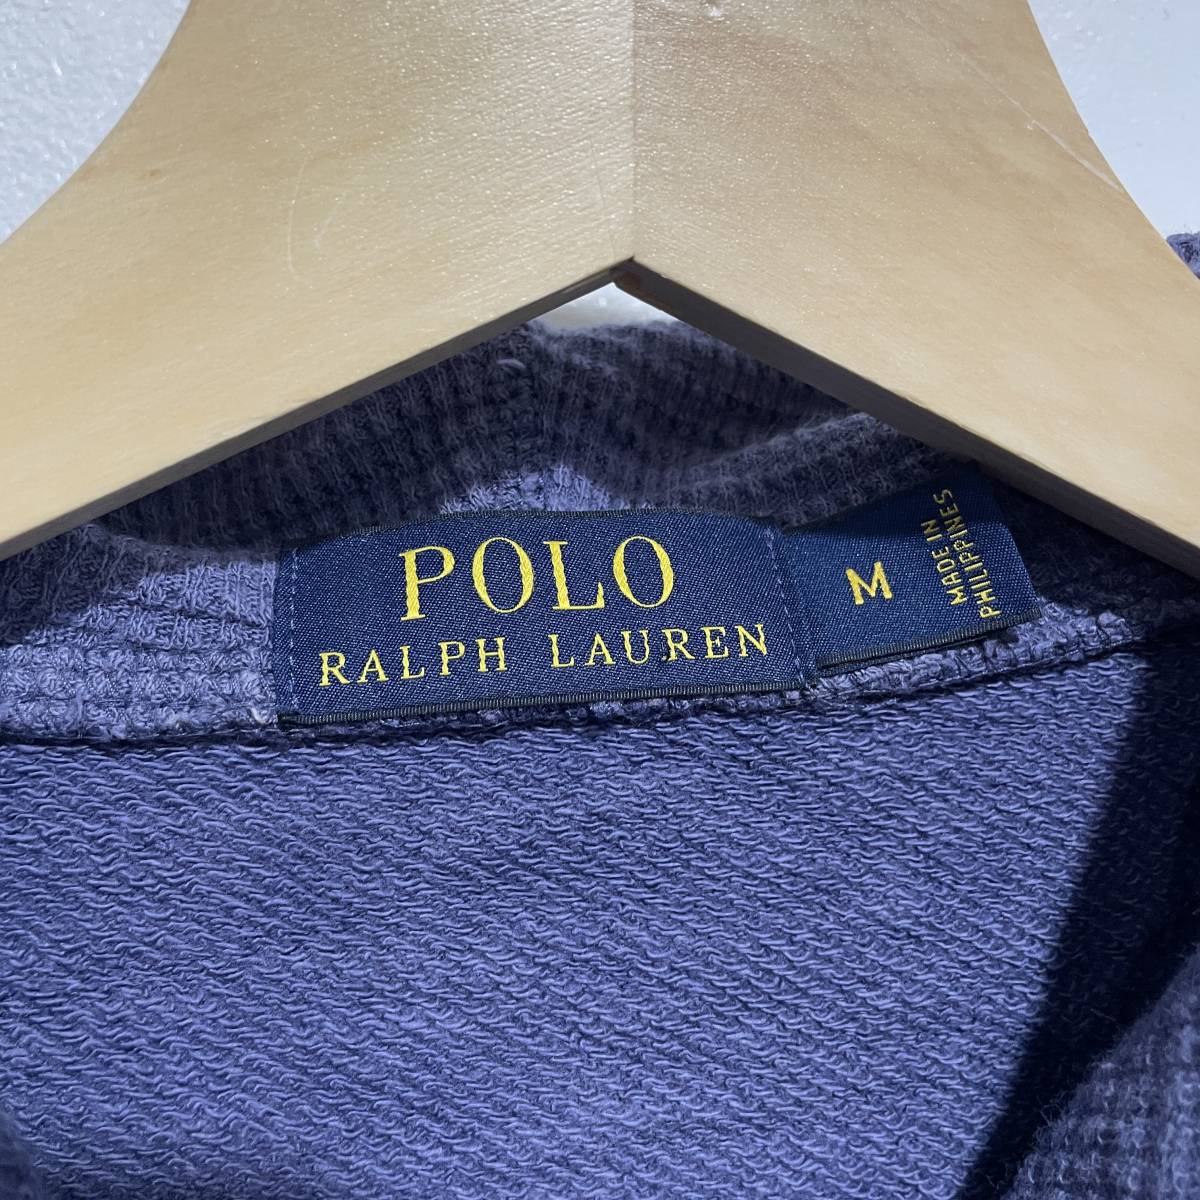 POLO
RALPH LAUREN
M
MADE IN
PHILIPPINES